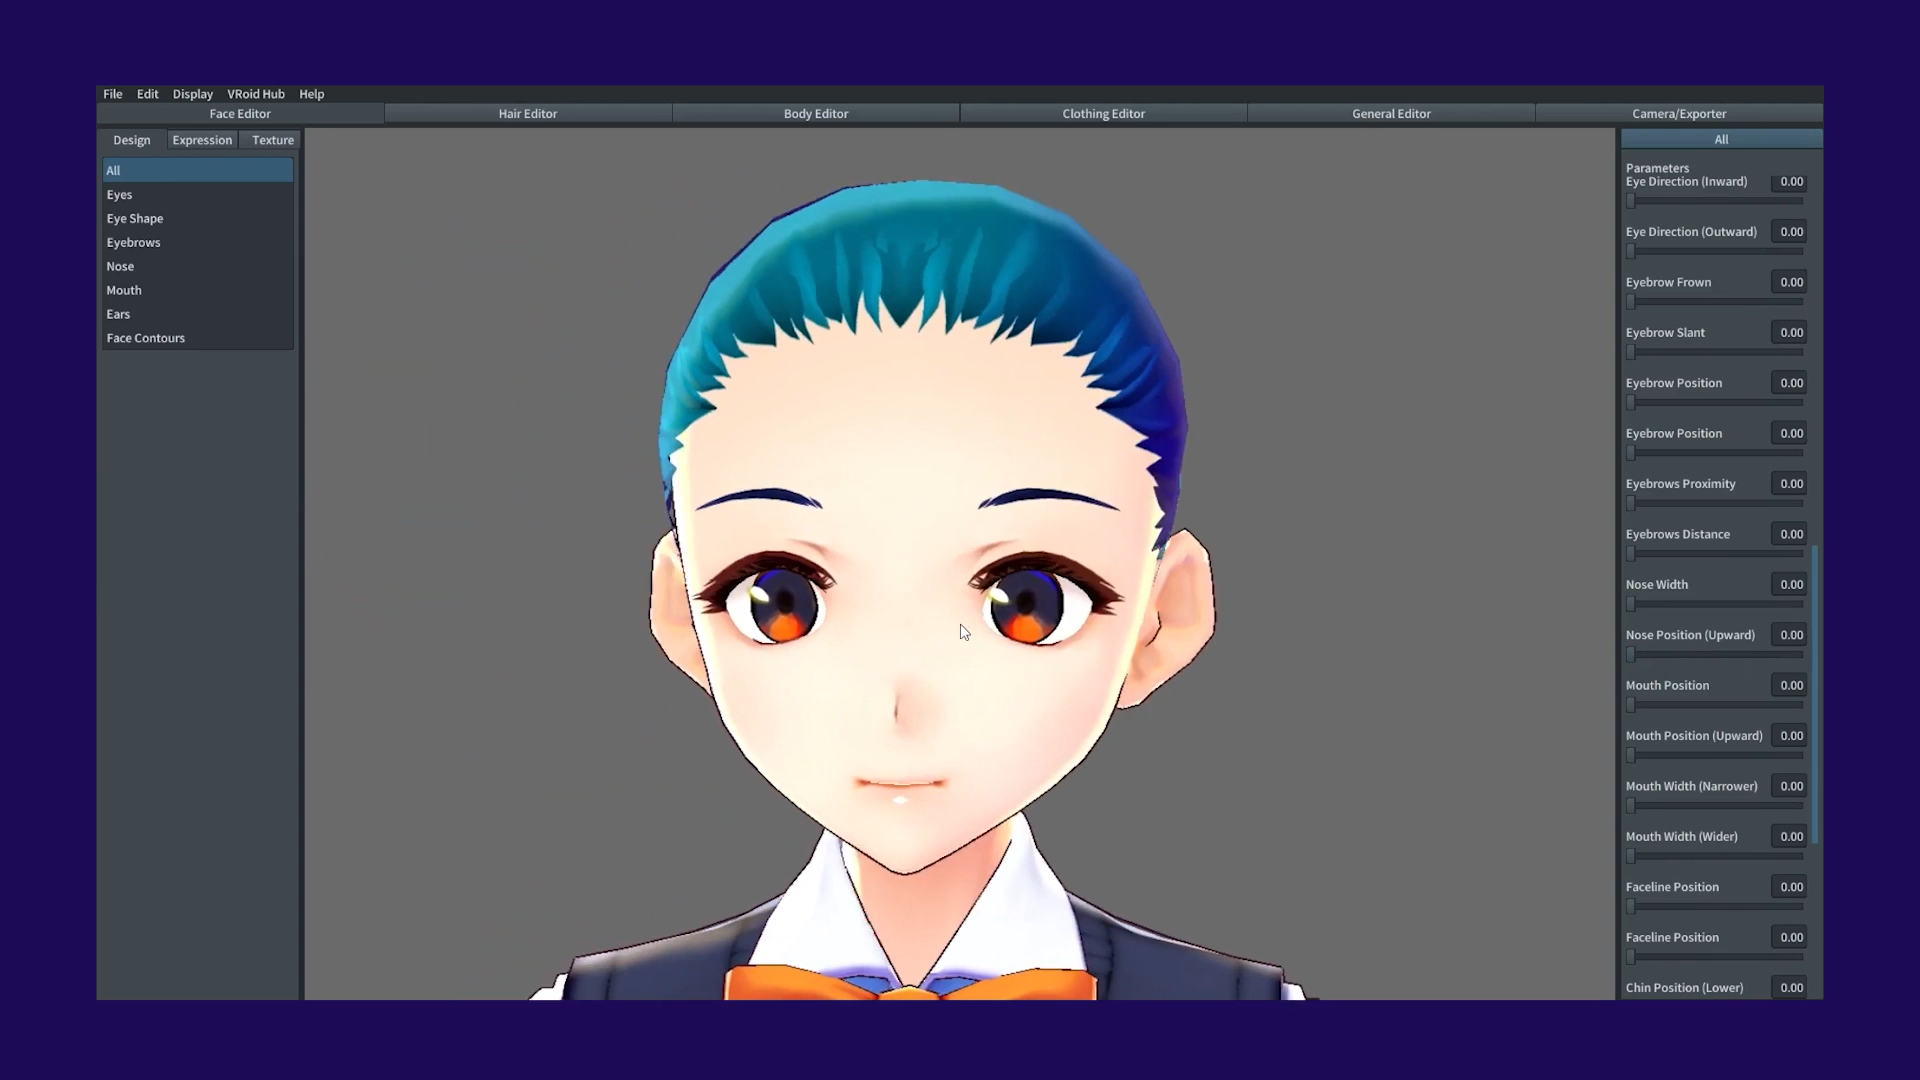 File Edit Display VRoid Hub Help
Face Editor Hair Editor Body Editor Clothing Editor General Editor Camera/Exporter
Design Expression Texture
All
Eyes
Eye Shape
Eyebrows
Nose
Mouth
Ears
Face Contours
All
Parameters
Eye Direction (Inward) 0.00
Eye Direction (Outward) 0.00
Eyebrow Frown 0.00
Eyebrow Slant 0.00
Eyebrow Position 0.00
Eyebrow Position 0.00
Eyebrows Proximity 0.00
Eyebrows Distance 0.00
Nose Width 0.00
Nose Position (Upward) 0.00
Mouth Position 0.00
Mouth Position (Upward) 0.00
Mouth Width (Narrower) 0.00
Mouth Width (Wider) 0.00
Faceline Position 0.00
Faceline Position 0.00
Chin Position (Lower) 0.00